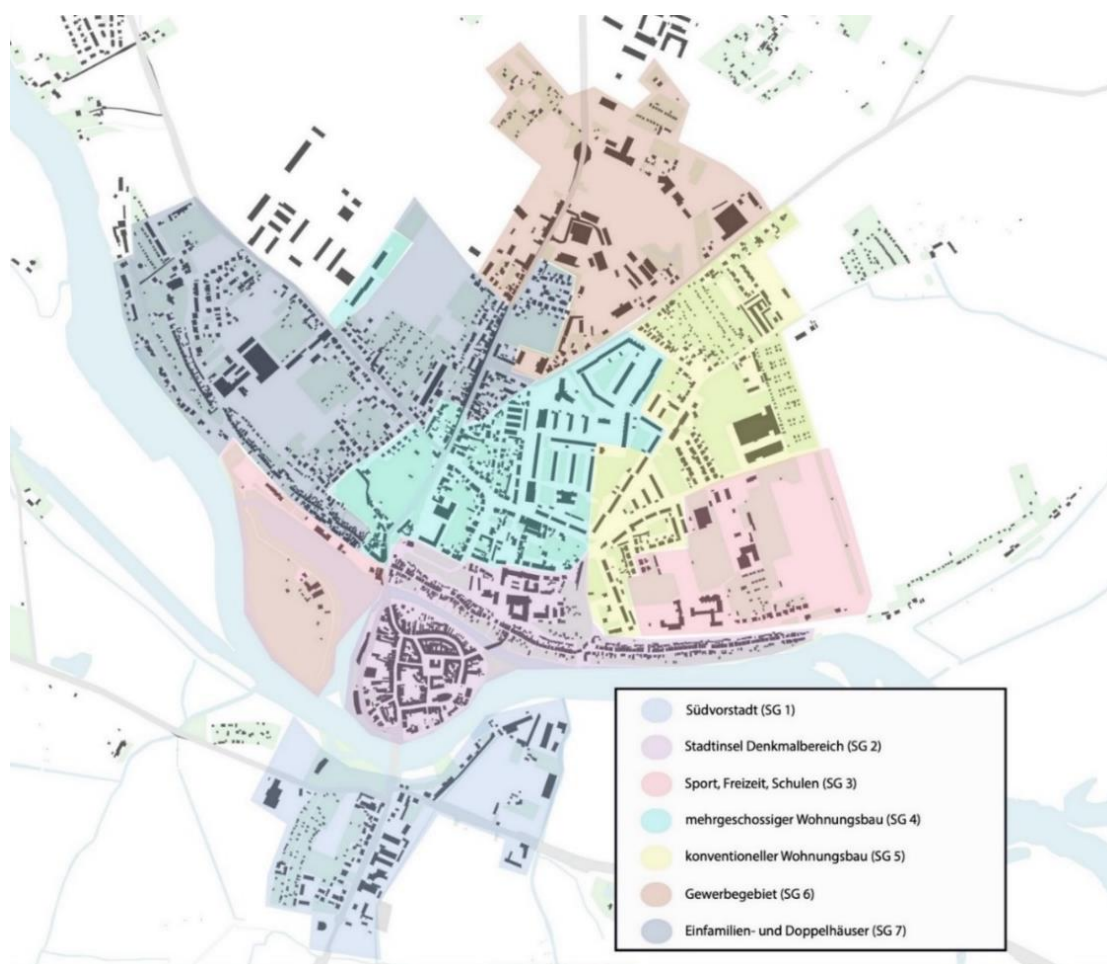 Südvorstadt (SG 1)
Stadtinsel Denkmalbereich (SG 2)
Sport, Freizeit, Schulen (SG 3)
mehrgeschossiger Wohnungsbau (SG 4)
konventioneller Wohnungsbau (SG 5)
Gewerbegebiet (SG 6)
Einfamilien- und Doppelhäuser (SG 7)